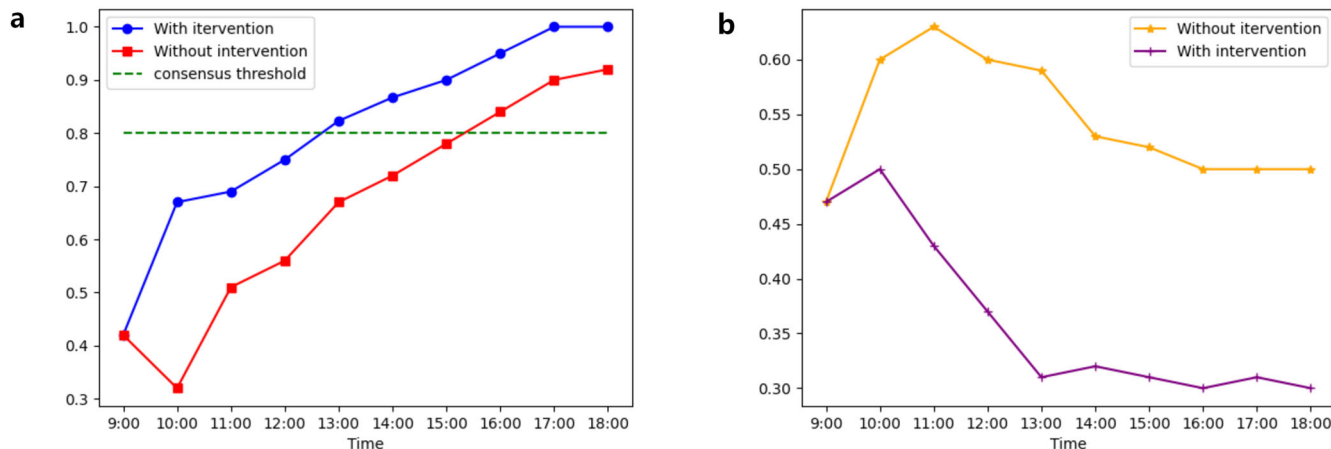 a
With itervention
Without intervention
consensus threshold
1.0
0.9
0.8
0.7
0.6
0.5
0.4
0.3
9:00 10:00 11:00 12:00 13:00 14:00 15:00 16:00 17:00 18:00
Time
b
Without itervention
With intervention
0.60
0.55
0.50
0.45
0.40
0.35
0.30
9:00 10:00 11:00 12:00 13:00 14:00 15:00 16:00 17:00 18:00
Time